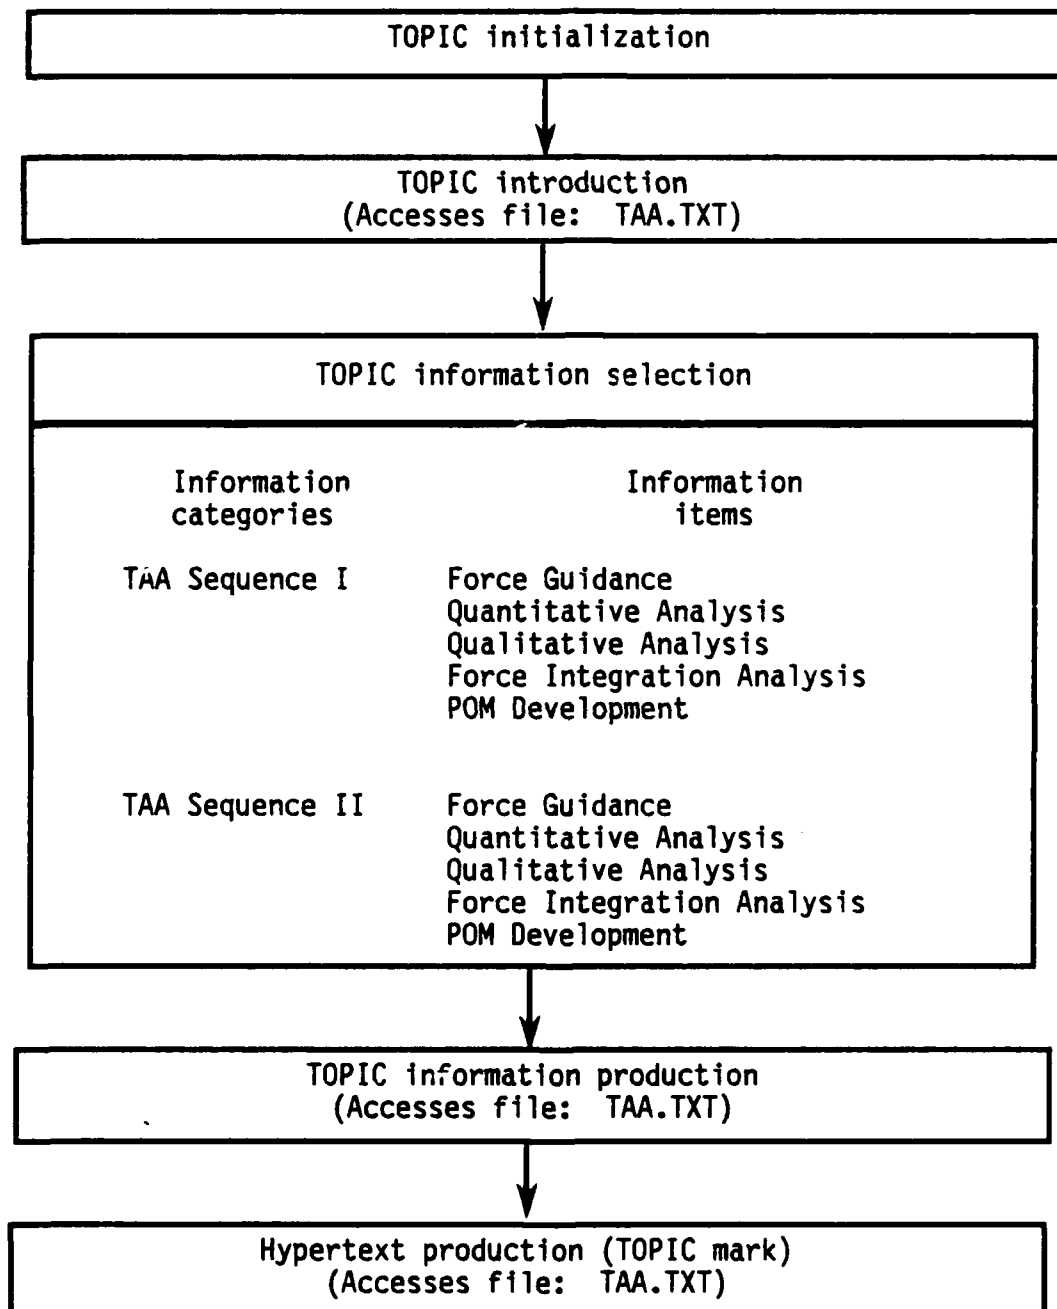 TOPIC initialization
TOPIC introduction
(Accesses file: TAA.TXT)
TOPIC information selection
Information categories
Information items
TAA Sequence I
Force Guidance
Quantitative Analysis
Qualitative Analysis
Force Integration Analysis
POM Development
TAA Sequence II
Force Guidance
Quantitative Analysis
Qualitative Analysis
Force Integration Analysis
POM Development
TOPIC information production
(Accesses file: TAA.TXT)
Hypertext production (TOPIC mark)
(Accesses file: TAA.TXT)